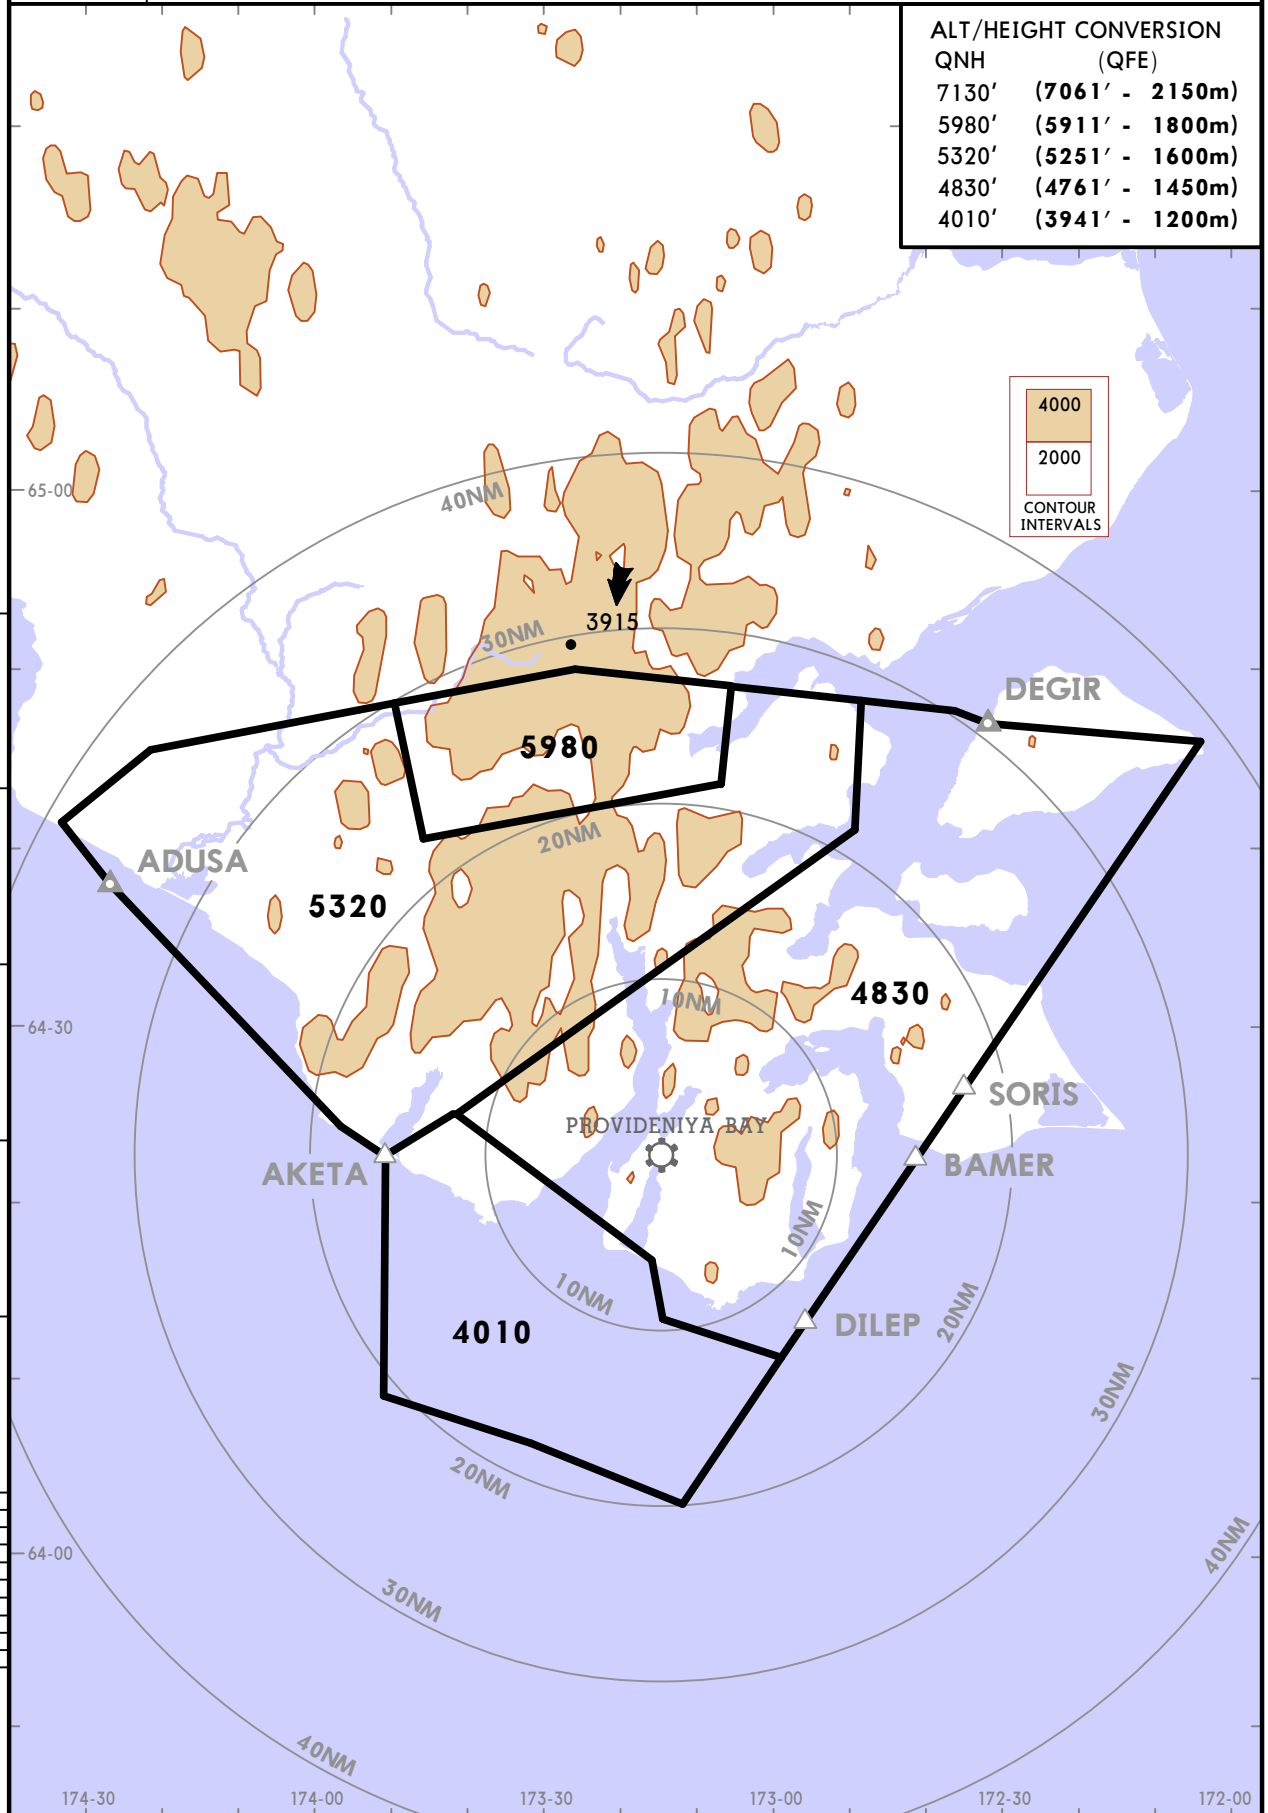 ALT/HEIGHT CONVERSION
QNH (QFE)
7130' (7061' - 2150m)
5980' (5911' - 1800m)
5320' (5251' - 1600m)
4830' (4761' - 1450m)
4010' (3941' - 1200m)
4000
2000
CONTOUR
INTERVALS
65-00
40NM
3915
30NM
DEGIR
5980
20NM
ADUSA
5320
4830
10NM
64-30
SORIS
PROVIDENIYA BAY
BAMER
AKETA
10NM
10NM
20NM
DILEP
4010
30NM
20NM
40NM
64-00
30NM
40NM
174-30 174-00 173-30 173-00 172-30 172-00